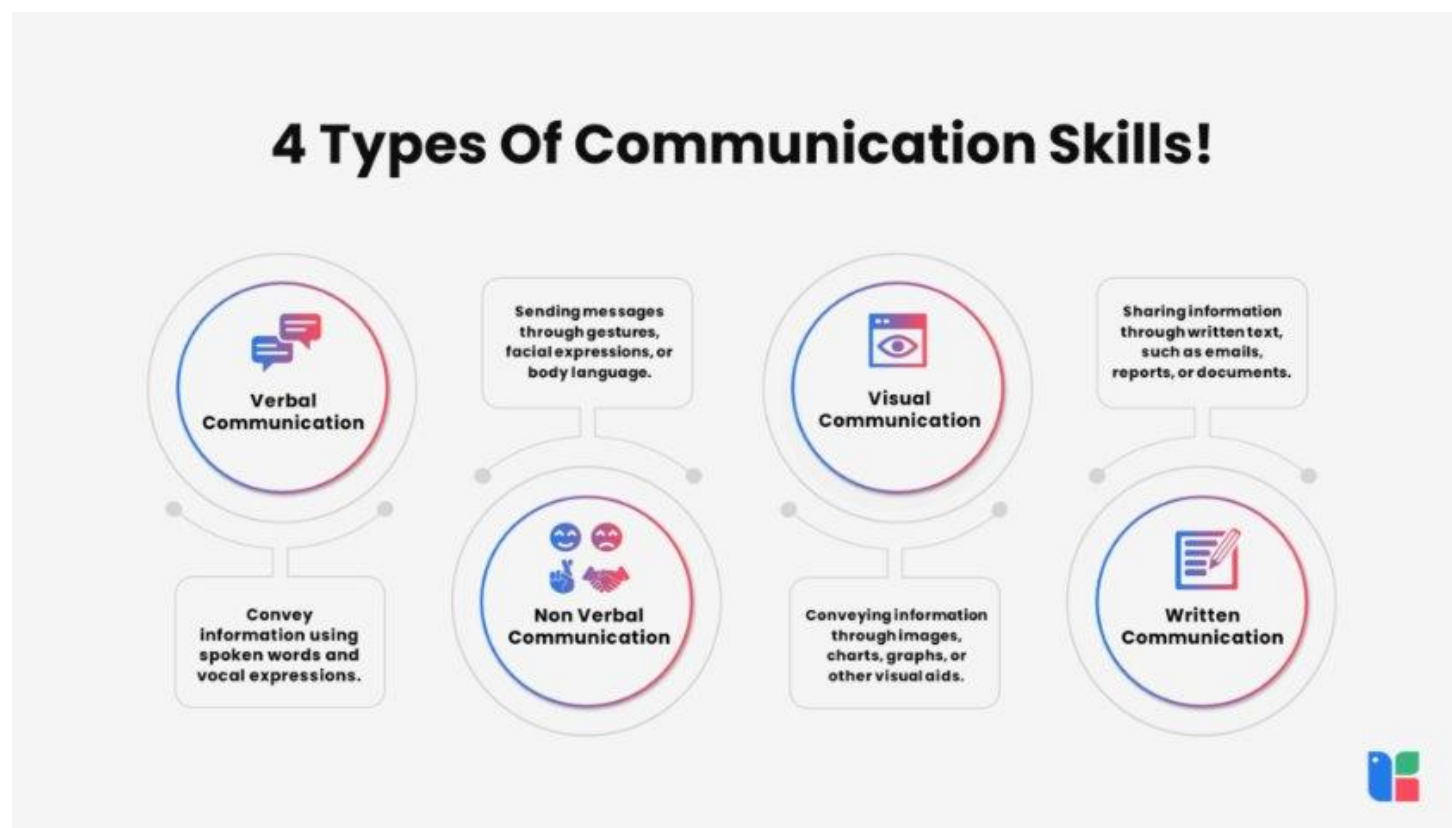 4 Types Of Communication Skills!
Verbal
Communication
Convey
information using
spoken words and
vocal expressions.
Sending messages
through gestures,
facial expressions, or
body language.
Non Verbal
Communication
Visual
Communication
Conveying information
through images,
charts, graphs, or
other visual aids.
Sharing information
through written text,
such as emails,
reports, or documents.
Written
Communication